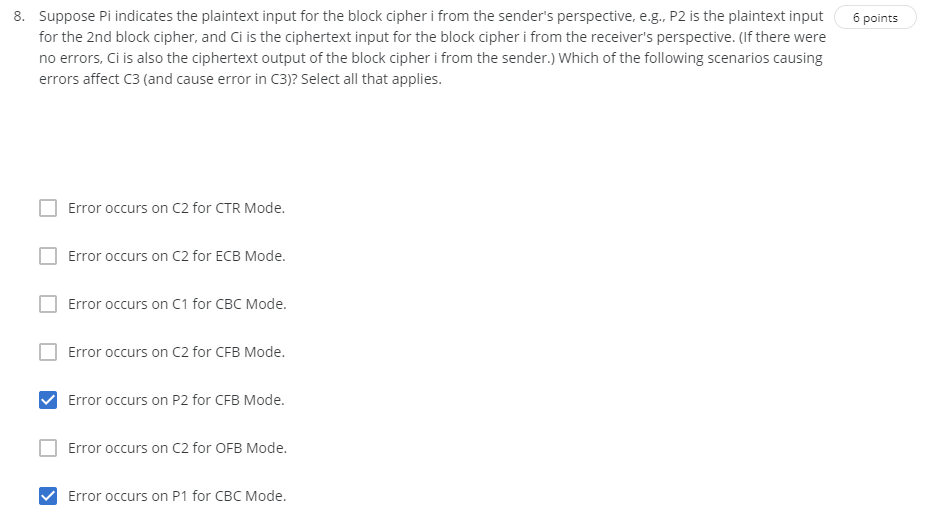 8. Suppose Pi indicates the plaintext input for the block cipher i from the sender's perspective, e.g., P2 is the plaintext input
6 points
for the 2nd block cipher, and Ci is the ciphertext input for the block cipher i from the receiver's perspective. (If there were
no errors, Ci is also the ciphertext output of the block cipher i from the sender.) Which of the following scenarios causing
errors affect C3 (and cause error in C3)? Select all that applies.
Error occurs on C2 for CTR Mode.
Error occurs on C2 for ECB Mode.
Error occurs on C1 for CBC Mode.
Error occurs on C2 for CFB Mode.
Error occurs on P2 for CFB Mode.
Error occurs on C2 for OFB Mode.
Error occurs on P1 for CBC Mode.